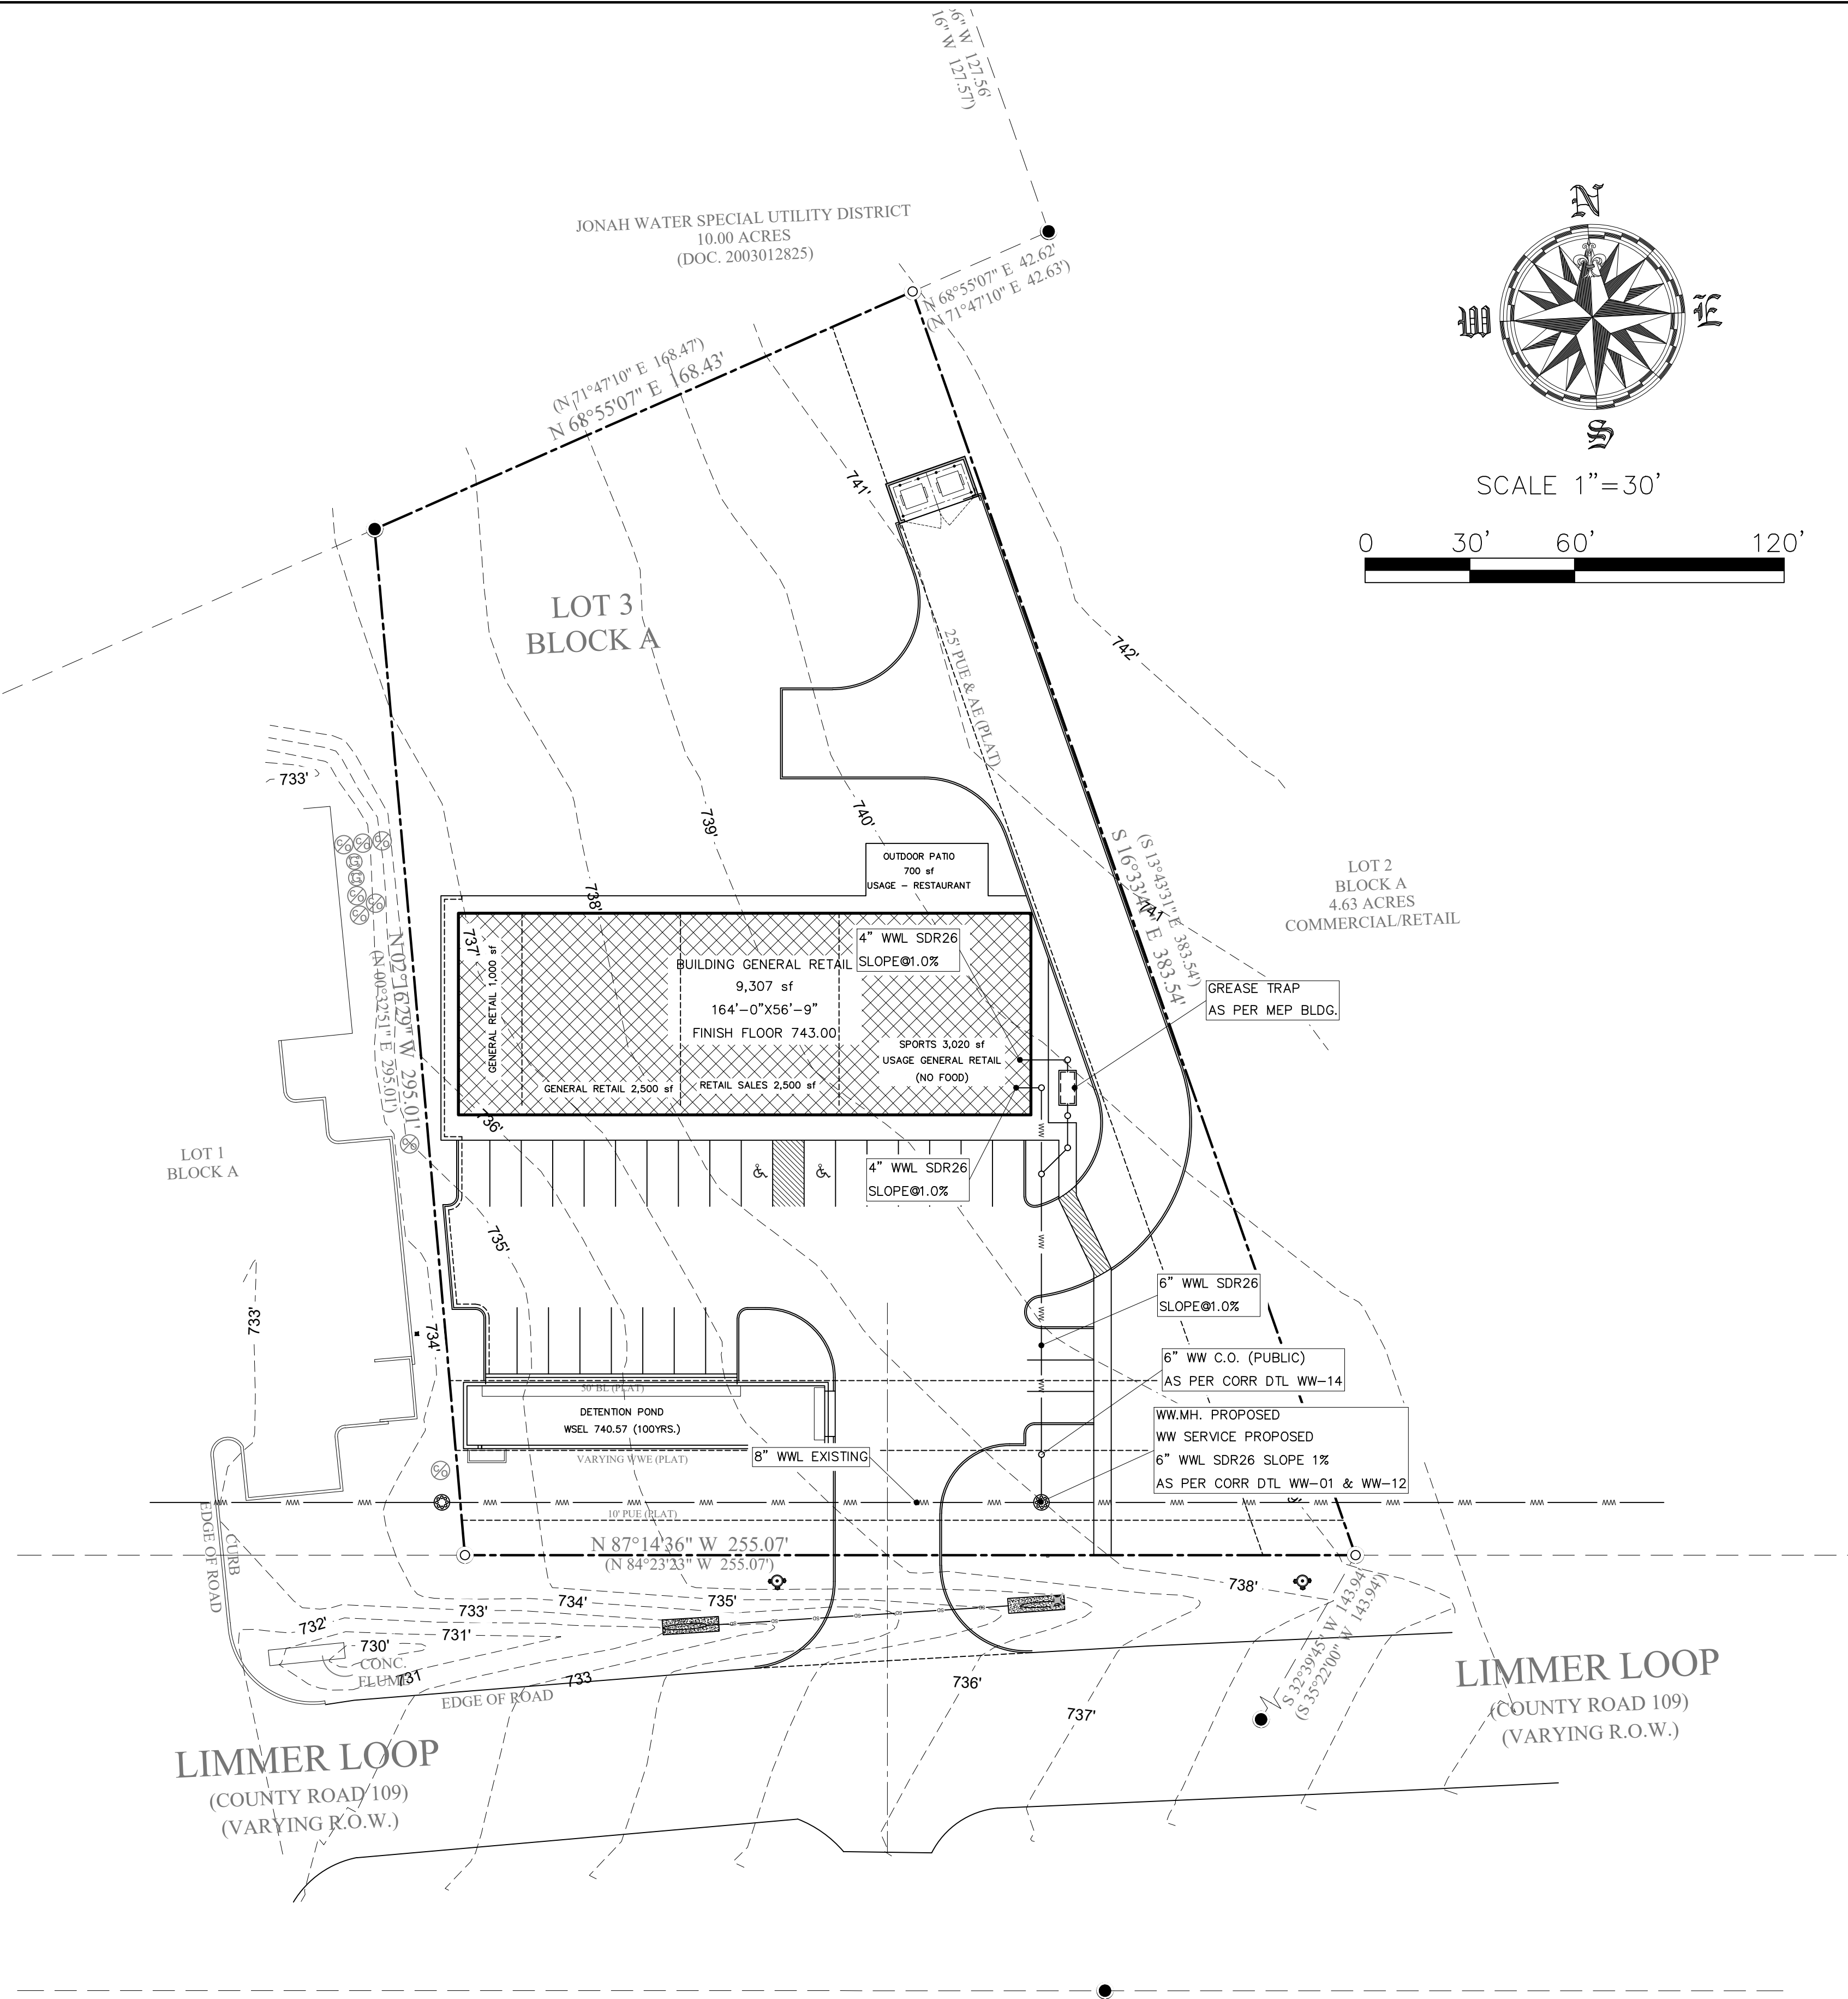 6" W 127.56'
16" W 127.57')
JONAH WATER SPECIAL UTILITY DISTRICT
10.00 ACRES
(DOC. 2003012825)
N 68°55'07" E 42.62'
(N 71°47'10" E 42.63')
N
W
E
S
SCALE 1"=30'
0 30' 60' 120'
(N 71°47'10" E 168.47')
N 68°55'07" E 168.43'
741'
LOT 3
BLOCK A
25' PUE & AE (PLAT)
742'
733'
739'
740'
738'
737'
OUTDOOR PATIO
700 sf
USAGE - RESTAURANT
(S 13°43'31" E 383.54')
E 383.54'
741
LOT 2
BLOCK A
4.63 ACRES
COMMERCIAL/RETAIL
C/O
C/O
C/O
G
G
C/O
C/O
C/O
N 02°16'29" W 295.01'
(N 00°32'51" E 295.01')
GENERAL RETAIL 1,000 sf
4" WWL SDR26
SLOPE@1.0%
BUILDING GENERAL RETAIL
9,307 sf
164'-0"X56'-9"
FINISH FLOOR 743.00
GREASE TRAP
AS PER MEP BLDG.
SPORTS 3,020 sf
USAGE GENERAL RETAIL
(NO FOOD)
GENERAL RETAIL 2,500 sf
RETAIL SALES 2,500 sf
736'
C/O
LOT 1
BLOCK A
4" WWL SDR26
SLOPE@1.0%
735'
733'
734'
6" WWL SDR26
SLOPE@1.0%
6" WW C.O. (PUBLIC)
AS PER CORR DTL WW-14
50' BL (PLAT)
DETENTION POND
WSEL 740.57 (100YRS.)
WW.MH. PROPOSED
WW SERVICE PROPOSED
6" WWL SDR26 SLOPE 1%
AS PER CORR DTL WW-01 & WW-12
VARYING WWE (PLAT)
8" WWL EXISTING
C/O
10' PUE (PLAT)
N 87°14'36" W 255.07'
(N 84°23'23" W 255.07')
EDGE OF ROAD
CURB
738'
735'
734'
733'
732'
731'
730'
CONC.
FLUME
731
733
EDGE OF ROAD
736'
737'
S 32°39'45" W 143.94'
(S 35°22'00" W 143.94')
LIMMER LOOP
(COUNTY ROAD 109)
(VARYING R.O.W.)
LIMMER LOOP
(COUNTY ROAD 109)
(VARYING R.O.W.)